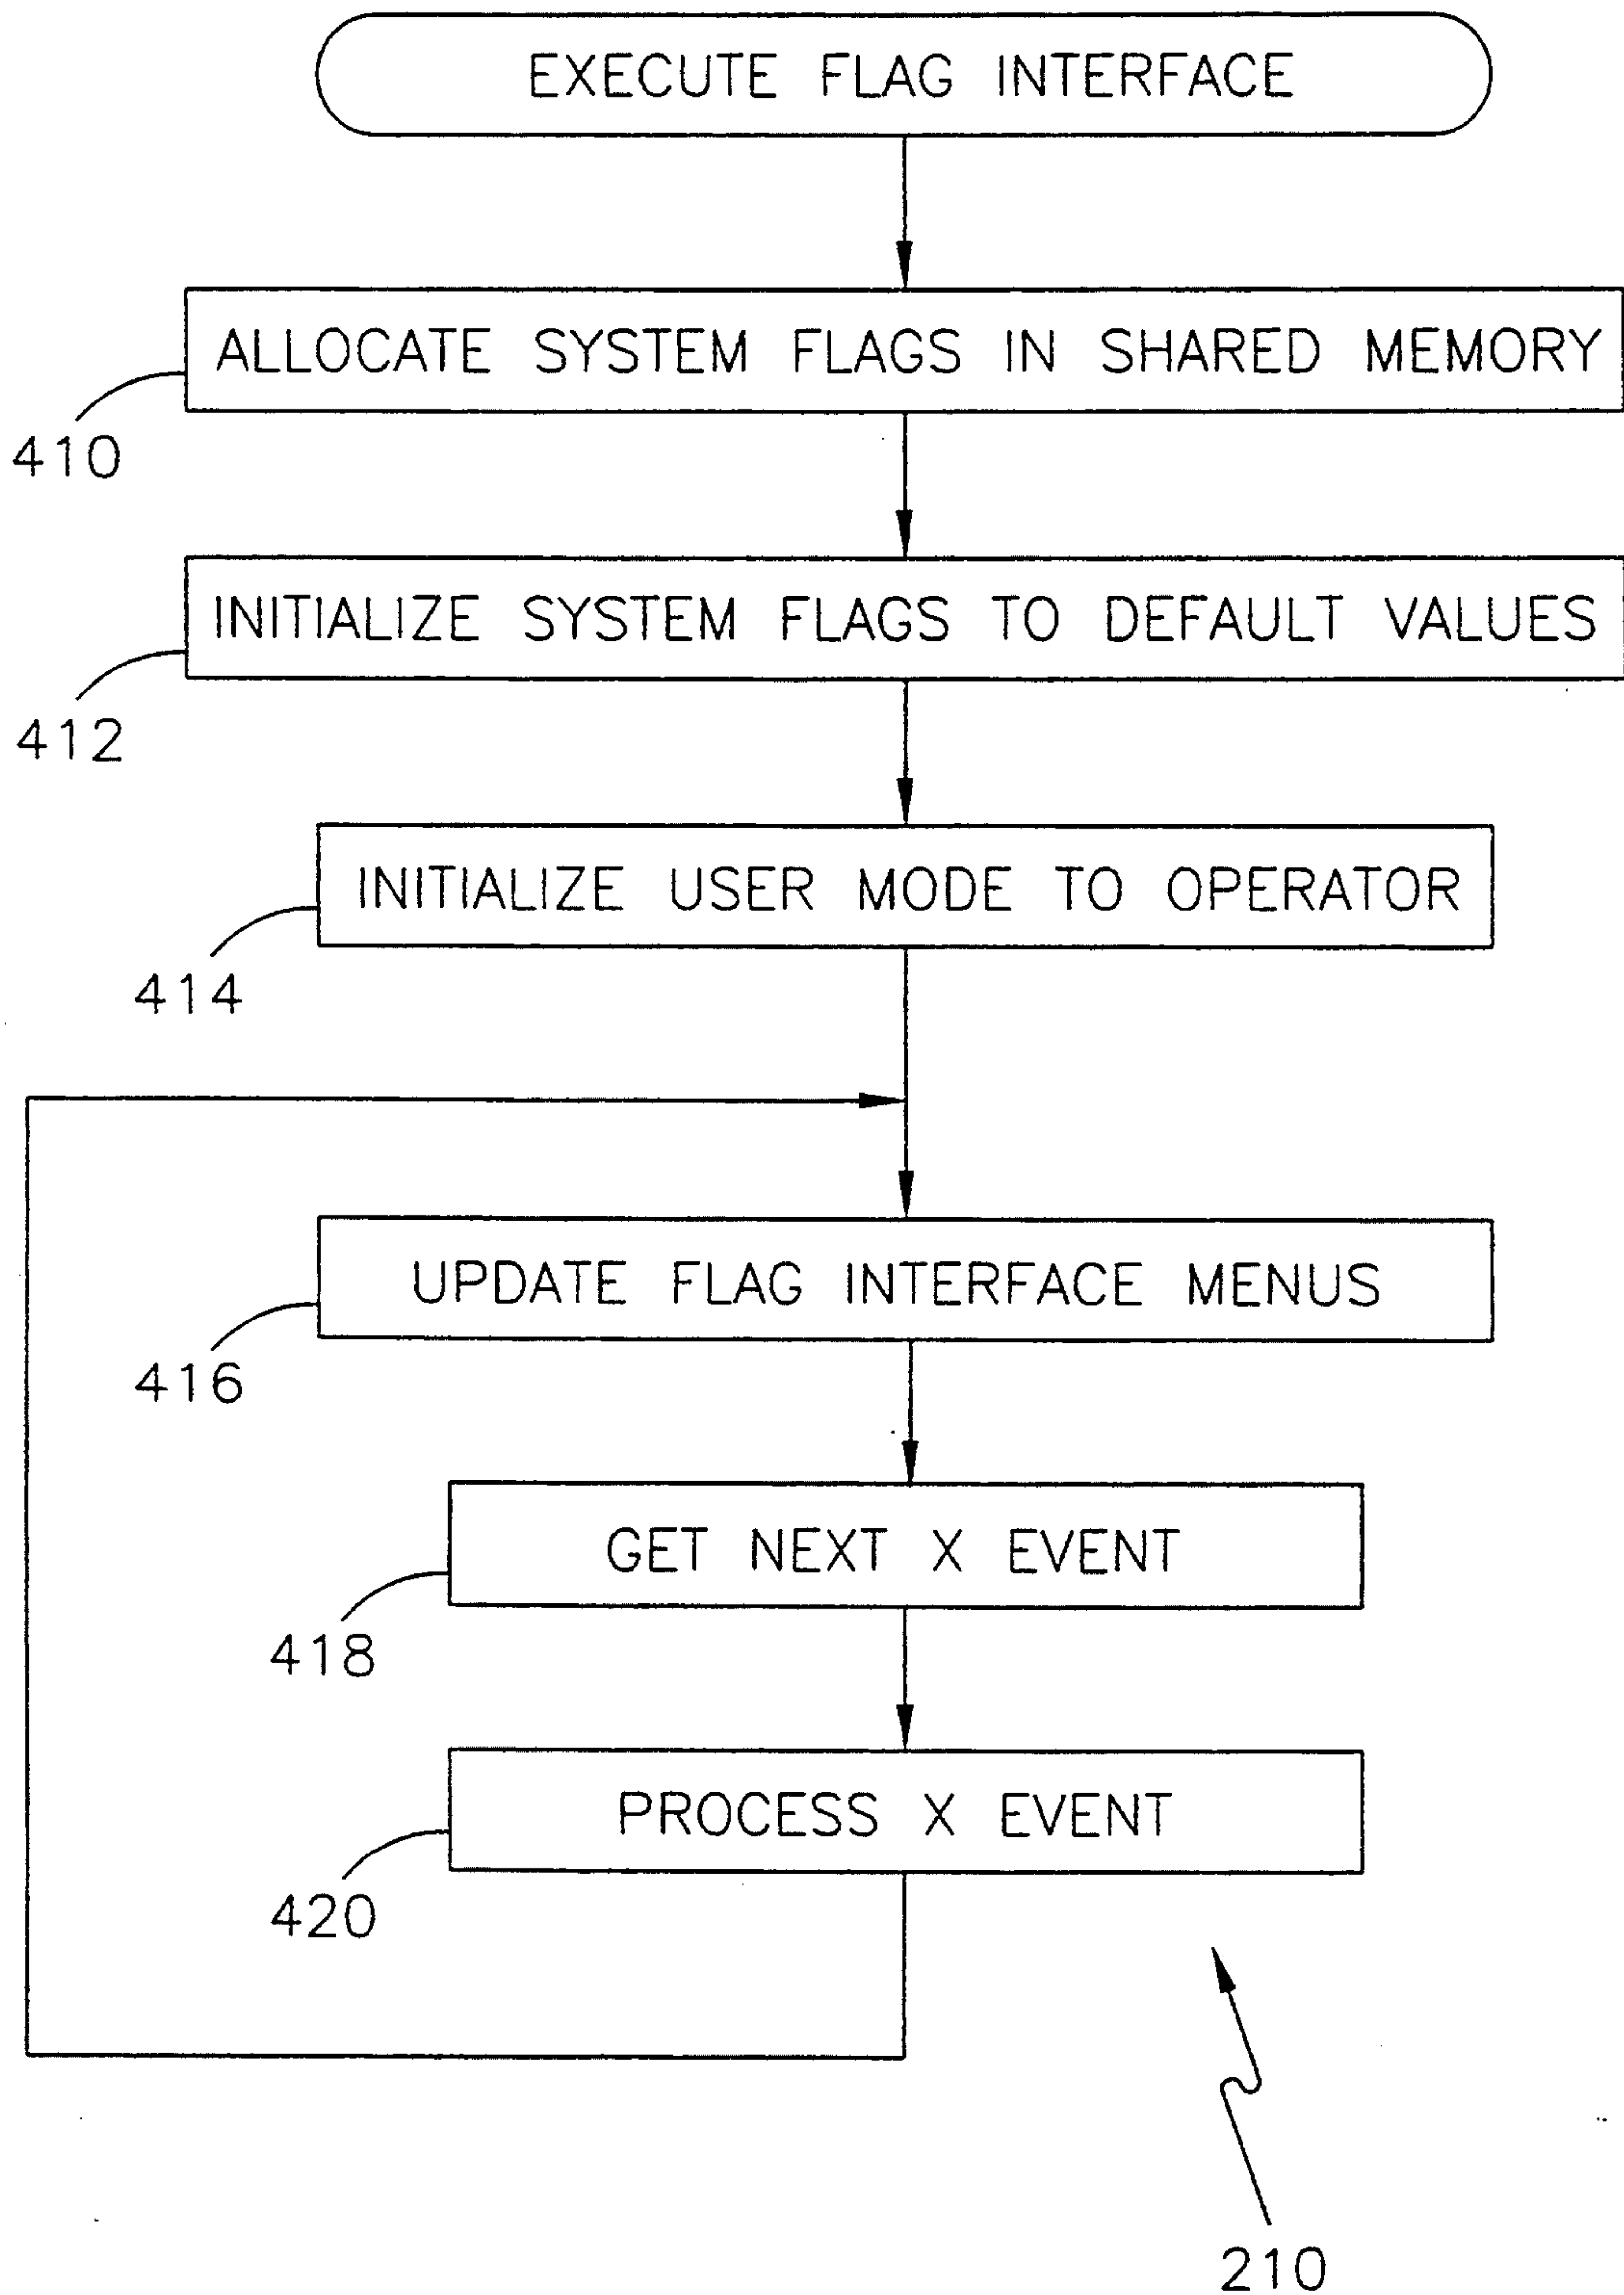 EXECUTE FLAG INTERFACE
ALLOCATE SYSTEM FLAGS IN SHARED MEMORY
410
INITIALIZE SYSTEM FLAGS TO DEFAULT VALUES
412
INITIALIZE USER MODE TO OPERATOR
414
UPDATE FLAG INTERFACE MENUS
416
GET NEXT X EVENT
418
PROCESS X EVENT
420
210